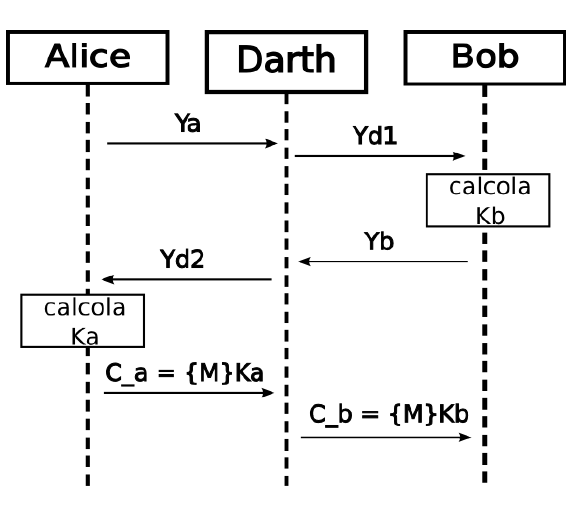 Alice
Darth
Bob
Ya
Yd1
calcola
Kb
Yb
Yd2
calcola
Ka
C_a = {M}Ka
C_b = {M}Kb